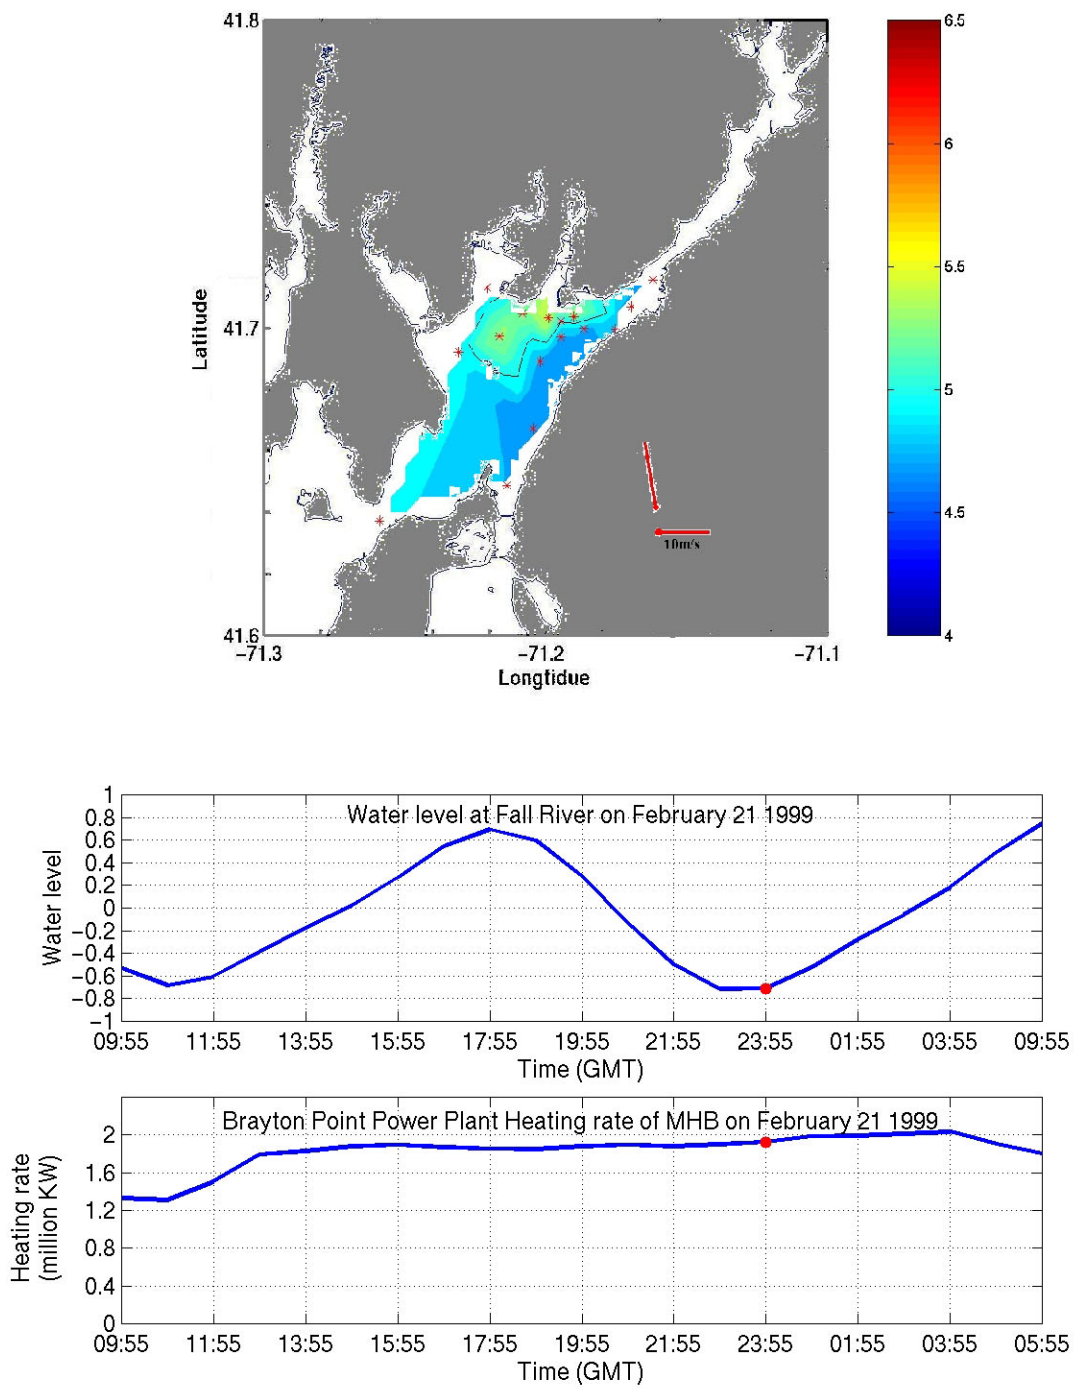 41.8
41.7
41.6
Latitude
-71.3 -71.2 -71.1
Longtidue
10m/s
6.5
6
5.5
5
4.5
4
Water level at Fall River on February 21 1999
1
0.8
0.6
0.4
0.2
0
-0.2
-0.4
-0.6
-0.8
-1
Water level
09:55 11:55 13:55 15:55 17:55 19:55 21:55 23:55 01:55 03:55 09:55
Time (GMT)
Brayton Point Power Plant Heating rate of MHB on February 21 1999
2
1.6
1.2
0.8
0.4
0
Heating rate
(million KW)
09:55 11:55 13:55 15:55 17:55 19:55 21:55 23:55 01:55 03:55 05:55
Time (GMT)